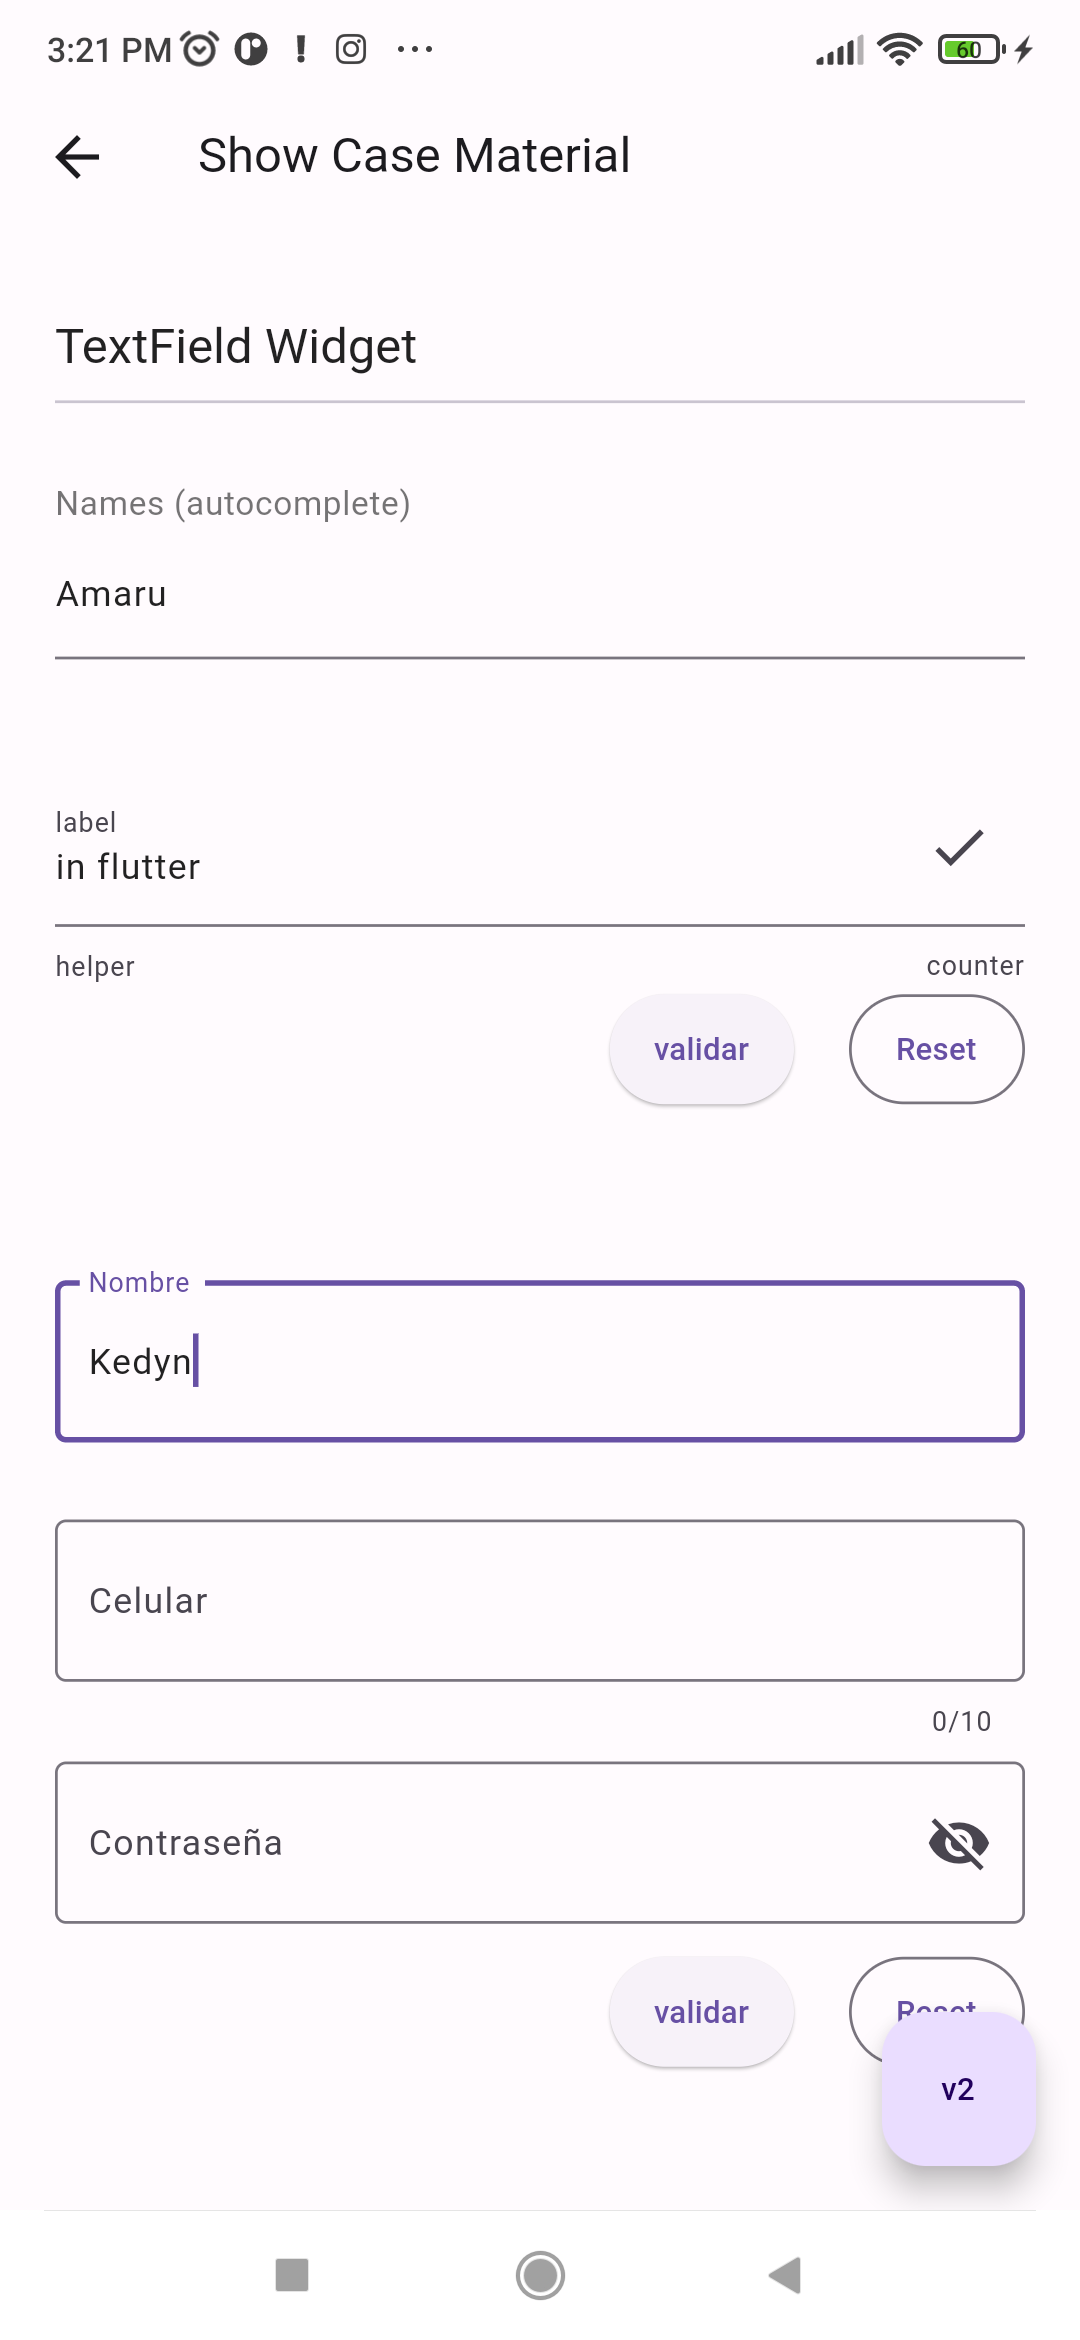 3:21 PM
60
Show Case Material
TextField Widget
Names (autocomplete)
Amaru
label
in flutter
helper
counter
validar
Reset
Nombre
Kedyn
Celular
0/10
Contraseña
validar
Reset
v2